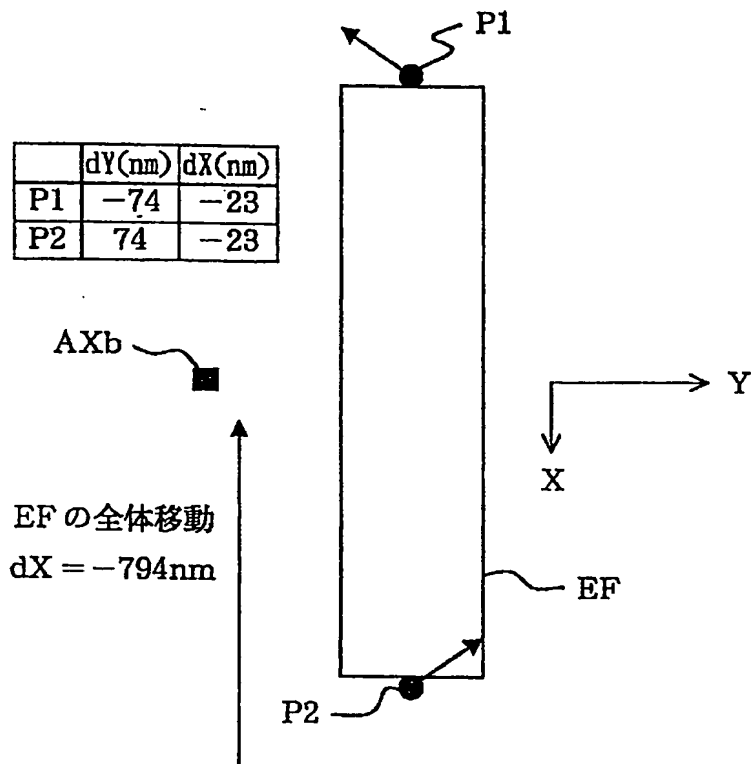 P1
dY(nm) dX(nm)
P1 −74 −23
P2 74 −23
AXb
Y
X
EFの全体移動
dX=−794nm
EF
P2